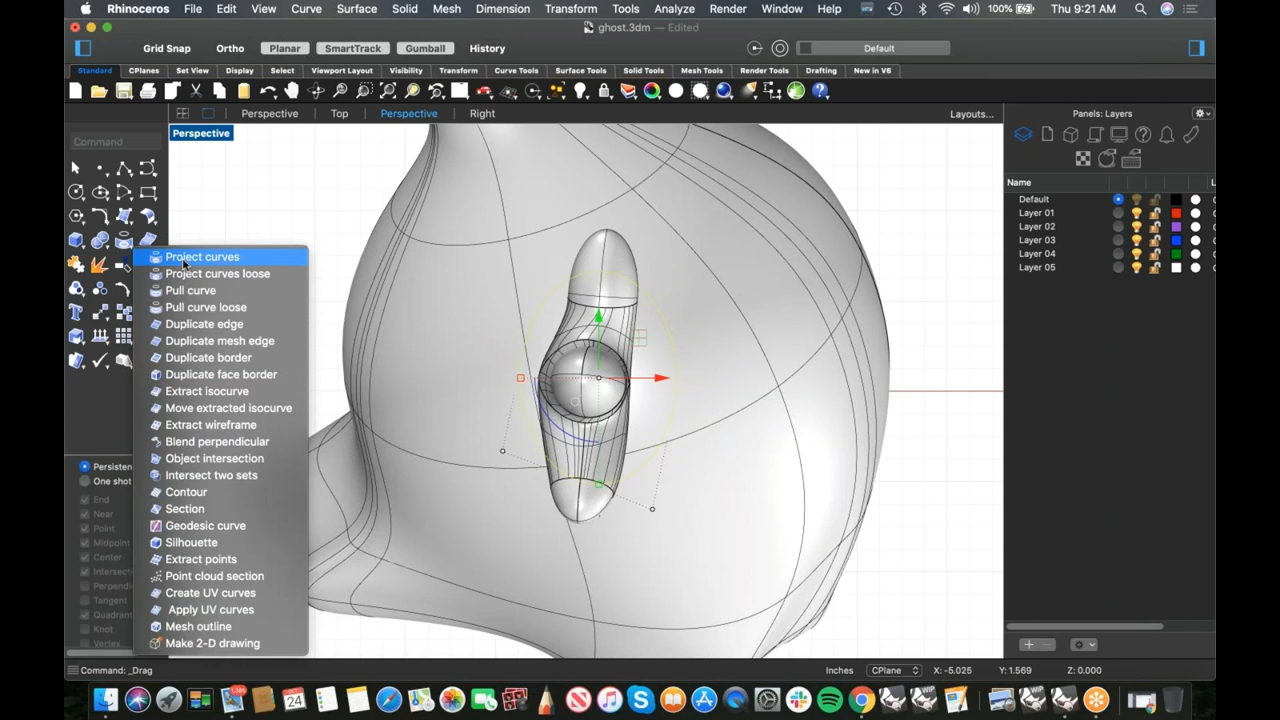 Rhinoceros File Edit View Curve Surface Solid Mesh Dimension Transform Tools Analyze Render Window Help 100% Thu 9:21 AM
ghost.3dm — Edited
Grid Snap Ortho Planar SmartTrack Gumball History Default
Standard CPlanes Set View Display Select Viewport Layout Visibility Transform Curve Tools Surface Tools Solid Tools Mesh Tools Render Tools Drafting New in V6
Perspective Top Perspective Right Layouts... Panels: Layers
Perspective
Command
Name L
Default
Layer 01
Layer 02
Layer 03
Layer 04
Layer 05
Project curves
Project curves loose
Pull curve
Pull curve loose
Duplicate edge
Duplicate mesh edge
Duplicate border
Duplicate face border
Extract isocurve
Move extracted isocurve
Extract wireframe
Blend perpendicular
Object intersection
Intersect two sets
Contour
Section
Geodesic curve
Silhouette
Extract points
Point cloud section
Create UV curves
Apply UV curves
Mesh outline
Make 2-D drawing
Persisten
One shot
End
Near
Point
Midpoint
Center
Intersecti
Perpendi
Tangent
Quadrant
Knot
Vertex
Command: _Drag Inches CPlane X: -5.025 Y: 1.569 Z: 0.000
24